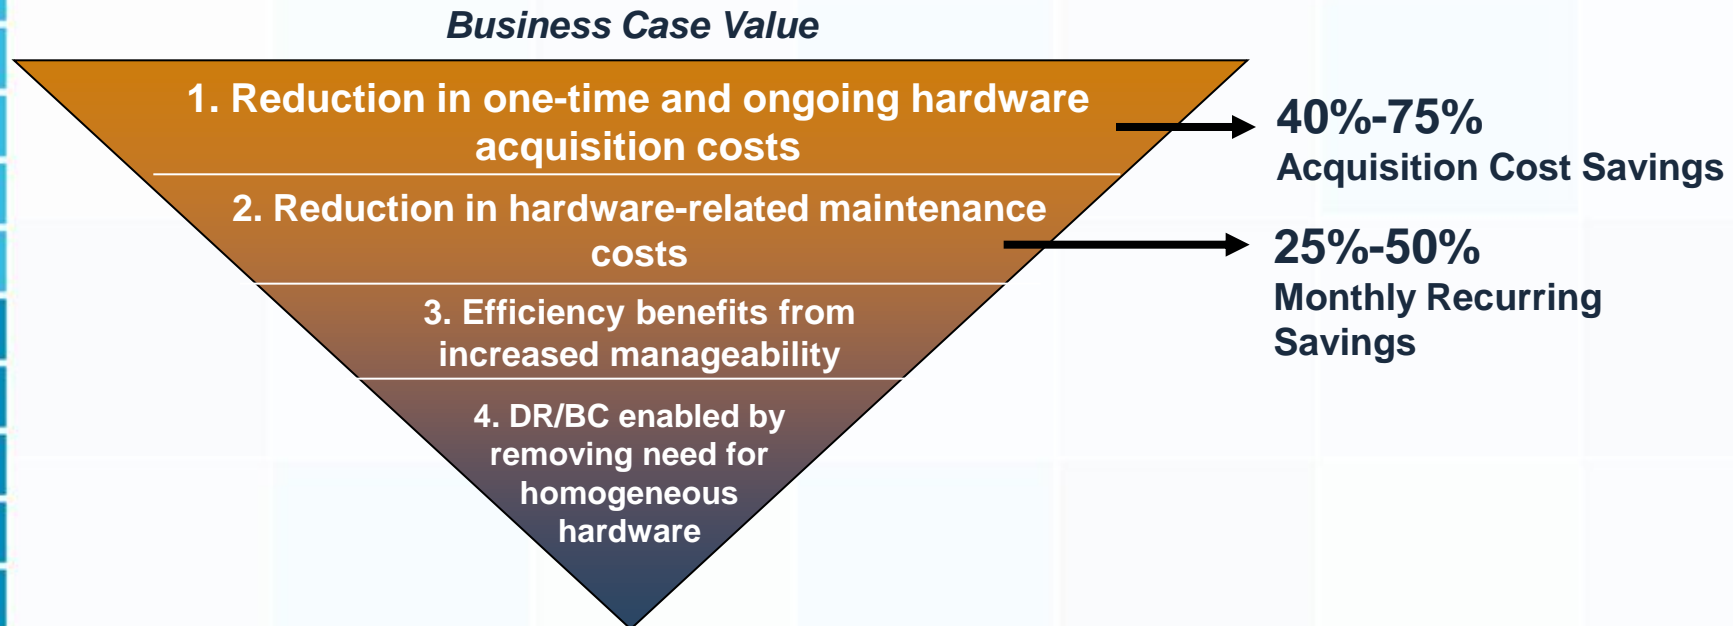 Business Case Value
1. Reduction in one-time and ongoing hardware
acquisition costs
40%-75%
Acquisition Cost Savings
2. Reduction in hardware-related maintenance
costs
25%-50%
Monthly Recurring
Savings
3. Efficiency benefits from
increased manageability
4. DR/BC enabled by
removing need for
homogeneous
hardware